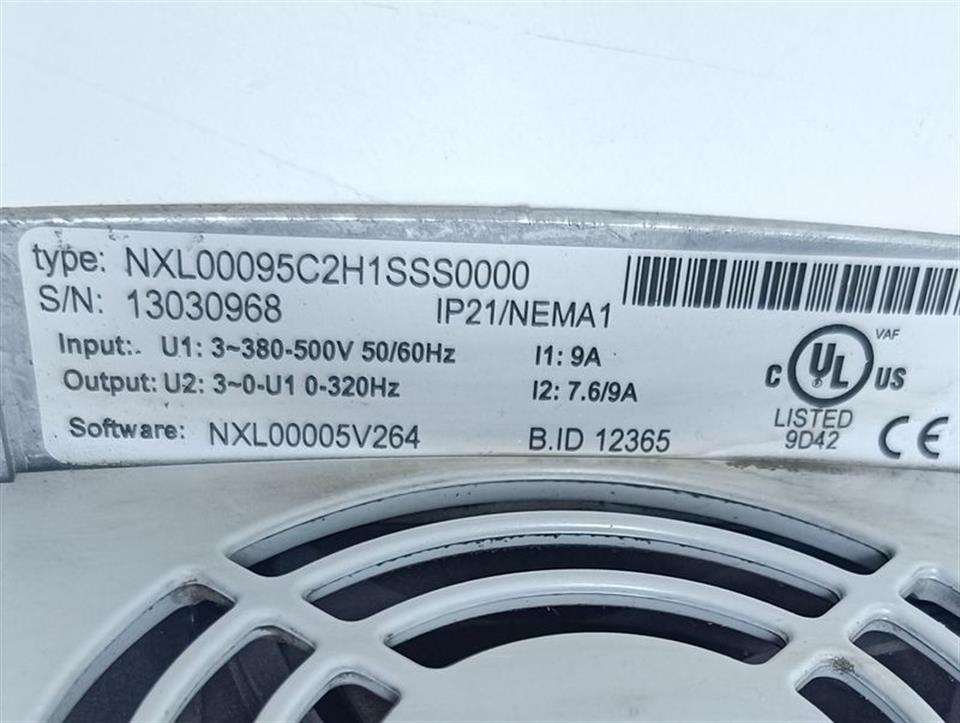 type: NXL00095C2H1SSS0000
S/N: 13030968 IP21/NEMA1
Input:. U1: 3~380-500V 50/60Hz I1: 9A
Output: U2: 3~0-U1 0-320Hz I2: 7.6/9A
Software: NXL00005V264 B.ID 12365
VAF
C UL ® US
LISTED
9D42
CE